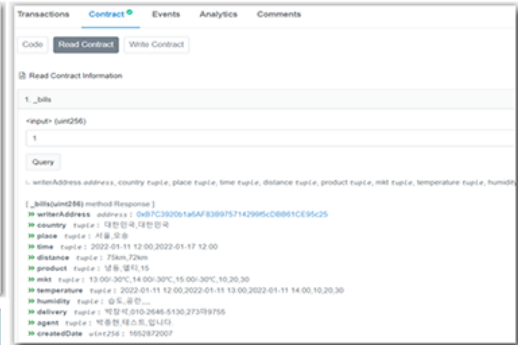 Transactions Contract Events Analytics Comments
Code Read Contract Write Contract
Read Contract Information
1. _bills
<input> (uint256)
1
Query
writerAddress address, country tuple, place tuple, time tuple, distance tuple, product tuple, mkt tuple, temperature tuple, humidity
[ _bills(uint256) method Response ]
writerAddress address :
country tuple : 대한민국,대한민국
place tuple : 서울,오송
time tuple : 2022-01-11 12:00,2022-01-17 12:00
distance tuple : 75km,72km
product tuple : 냉동,델타,15
mkt tuple : 13:00/-30℃,14:00/-30℃,15:00/-30℃,10,20,30
temperature tuple : 2022-01-11 12:00,2022-01-11 13:00,2022-01-11 14:00,10,20,30
humidity tuple : 습도,공란,__
delivery tuple : 박창석,010-2646-5130,273마9755
agent tuple : 박종현,테스트,입니다.
createdDate uint256 : 1652872007